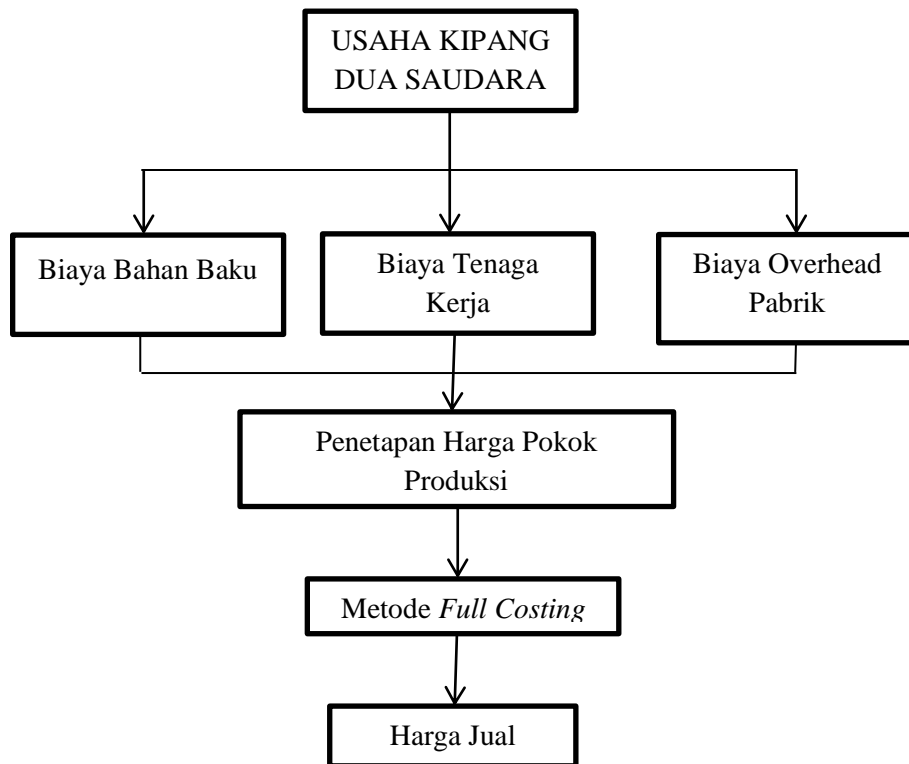 USAHA KIPANG
DUA SAUDARA
Biaya Bahan Baku
Biaya Tenaga
Kerja
Biaya Overhead
Pabrik
Penetapan Harga Pokok
Produksi
Metode Full Costing
Harga Jual